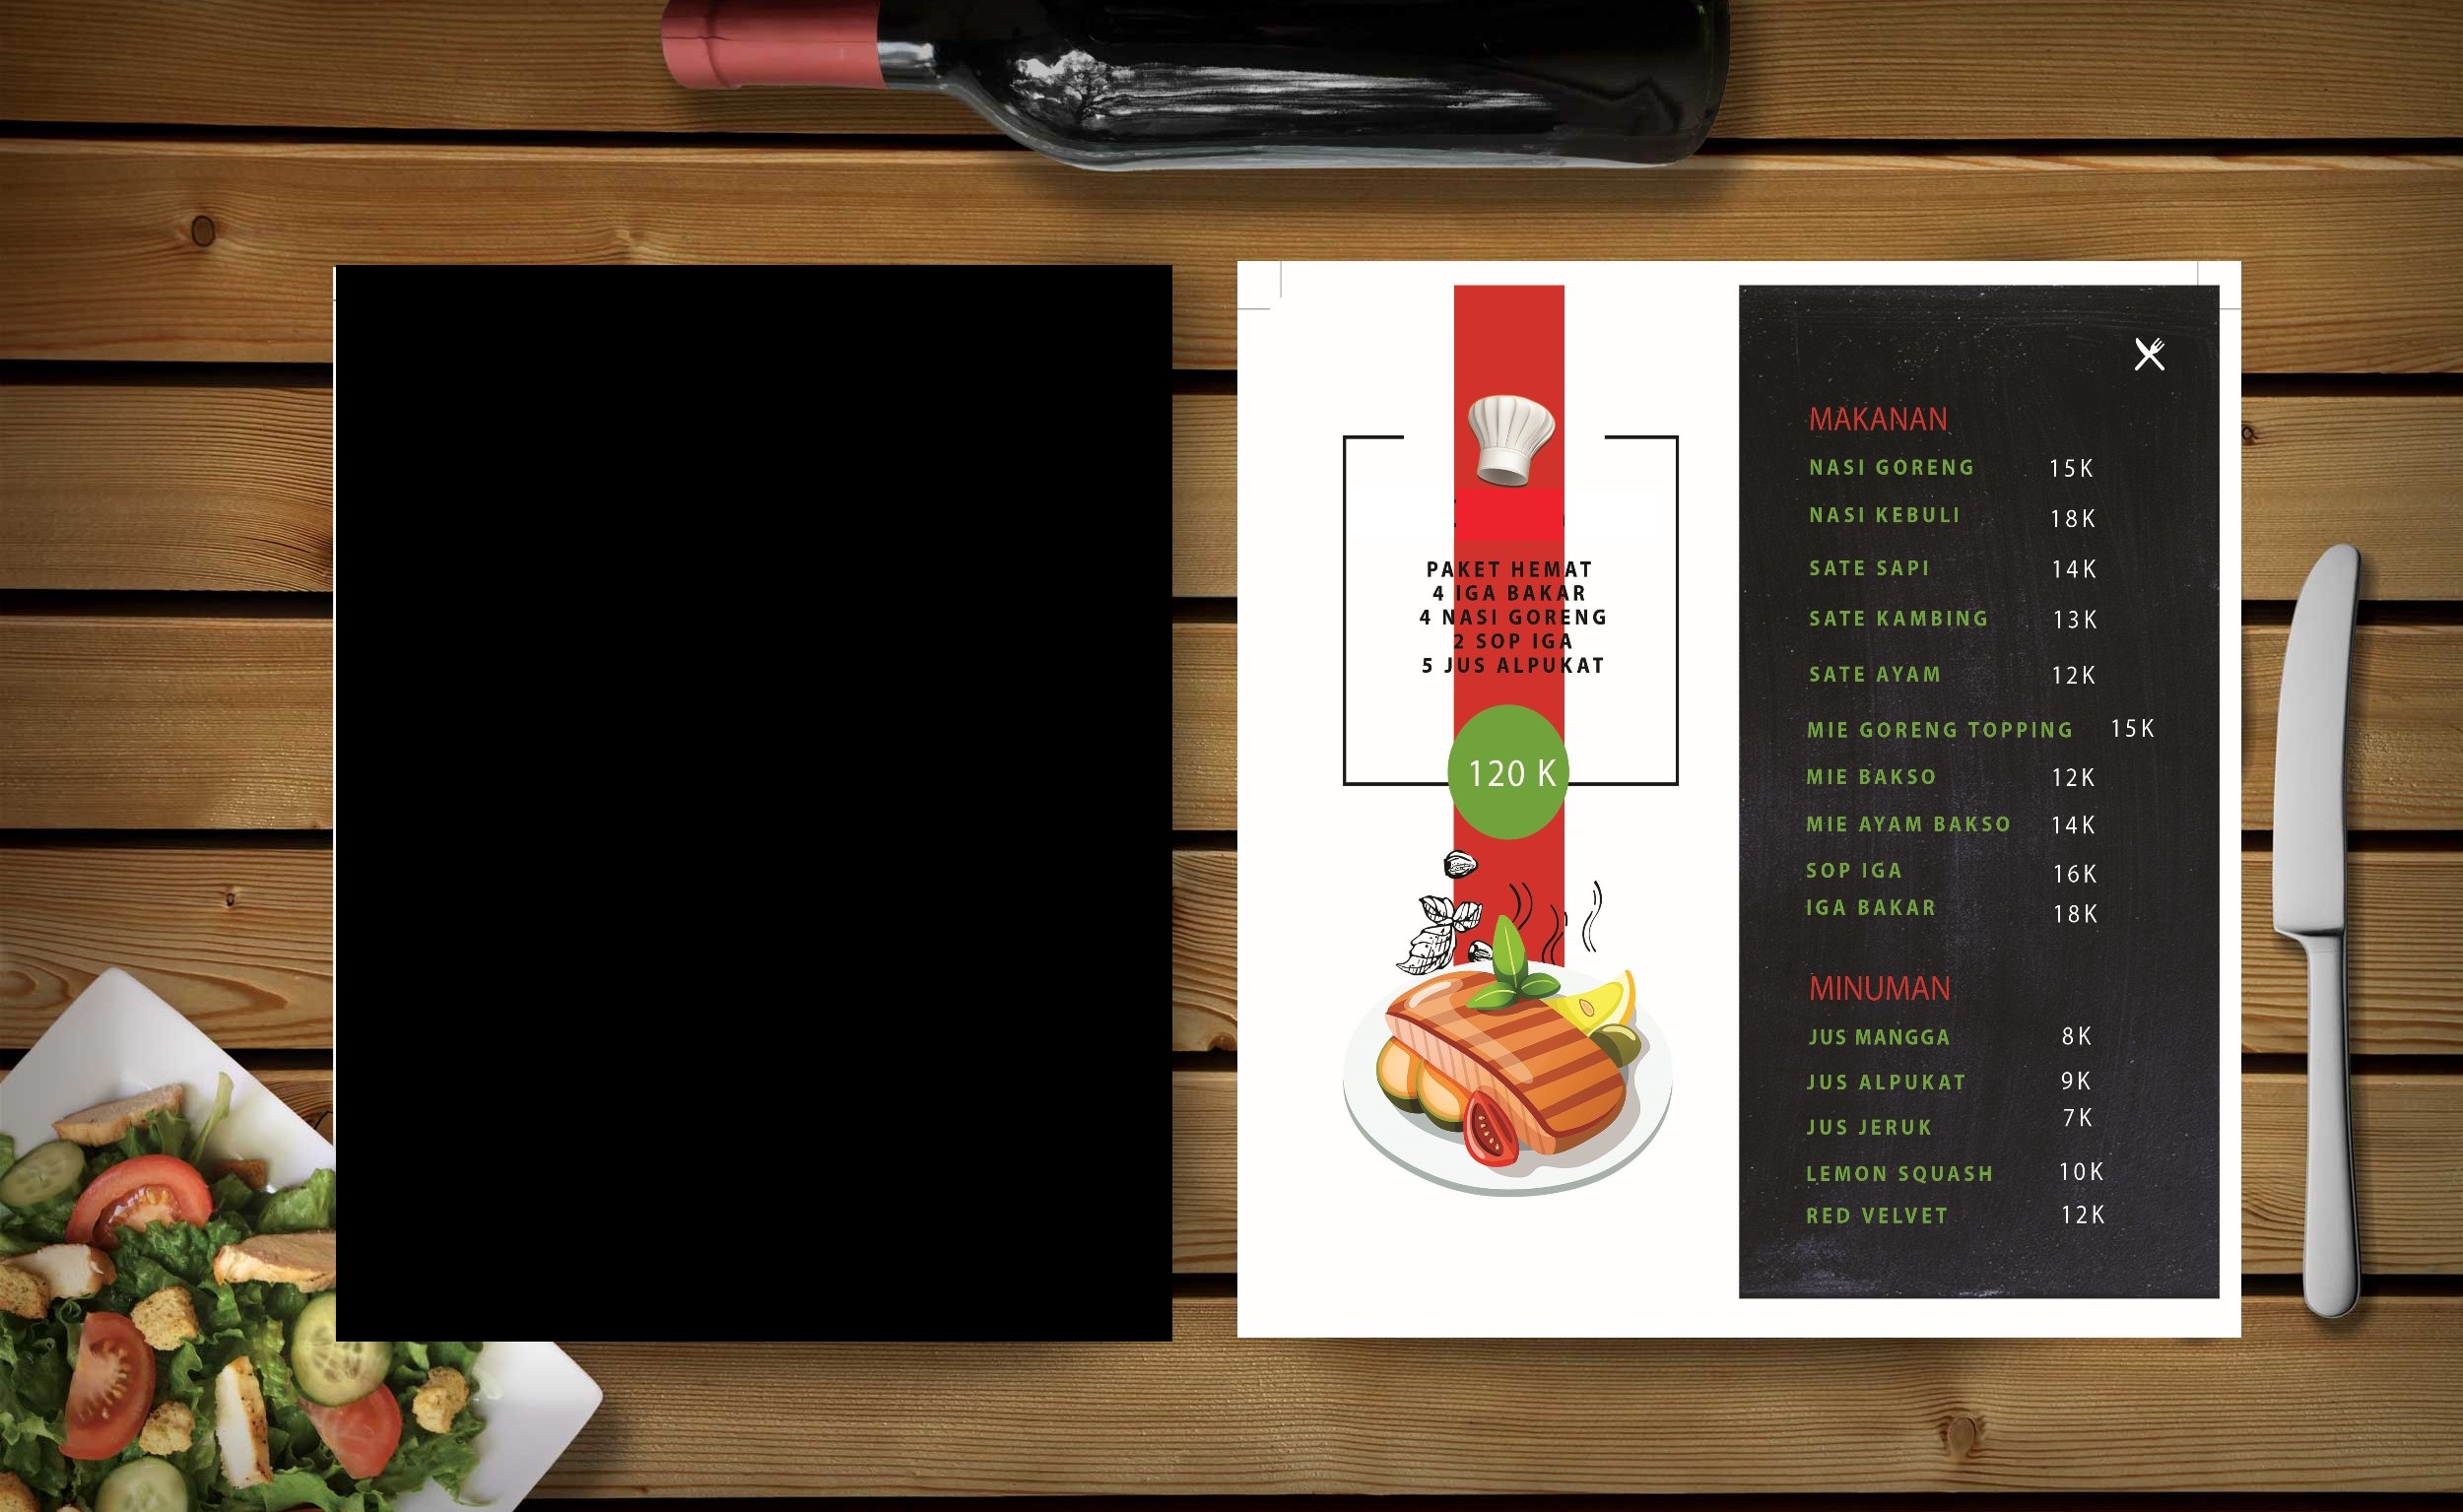 PAKET HEMAT
4 IGA BAKAR
4 NASI GORENG
2 SOP IGA
5 JUS ALPUKAT
120 K
MAKANAN
NASI GORENG 15K
NASI KEBULI 18K
SATE SAPI 14K
SATE KAMBING 13K
SATE AYAM 12K
MIE GORENG TOPPING 15K
MIE BAKSO 12K
MIE AYAM BAKSO 14K
SOP IGA 16K
IGA BAKAR 18K
MINUMAN
JUS MANGGA 8K
JUS ALPUKAT 9K
JUS JERUK 7K
LEMON SQUASH 10K
RED VELVET 12K